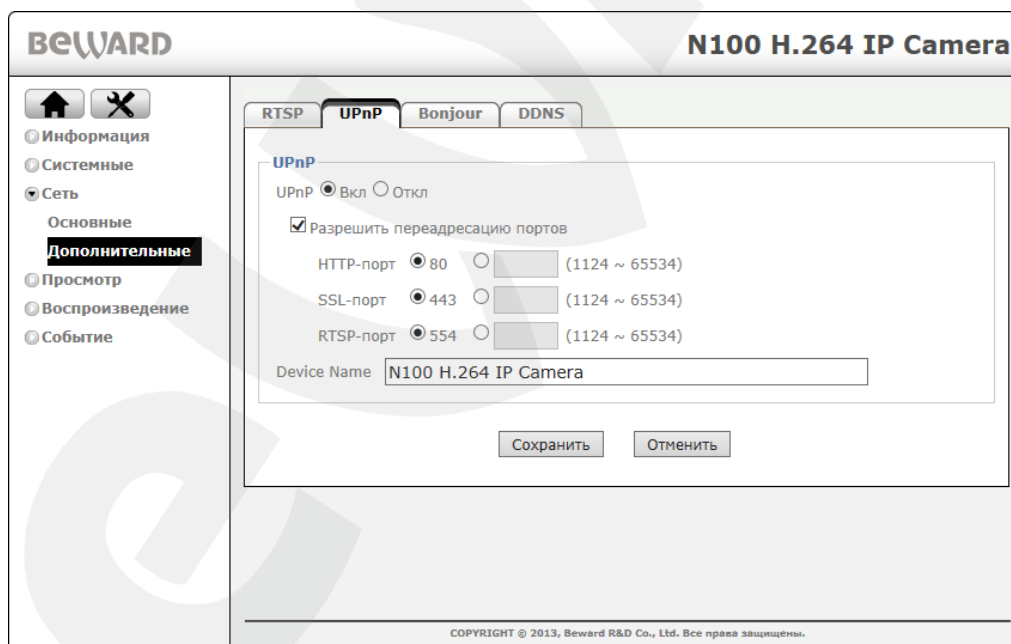 BEWARD
N100 H.264 IP Camera
Информация
Системные
Сеть
Основные
Дополнительные
Просмотр
Воспроизведение
Событие
RTSP UPnP Bonjour DDNS
UPnP
UPnP Вкл Откл
Разрешить переадресацию портов
HTTP-порт 80 (1124 ~ 65534)
SSL-порт 443 (1124 ~ 65534)
RTSP-порт 554 (1124 ~ 65534)
Device Name N100 H.264 IP Camera
Сохранить Отменить
COPYRIGHT © 2013, Beward R&D Co., Ltd. Все права защищены.